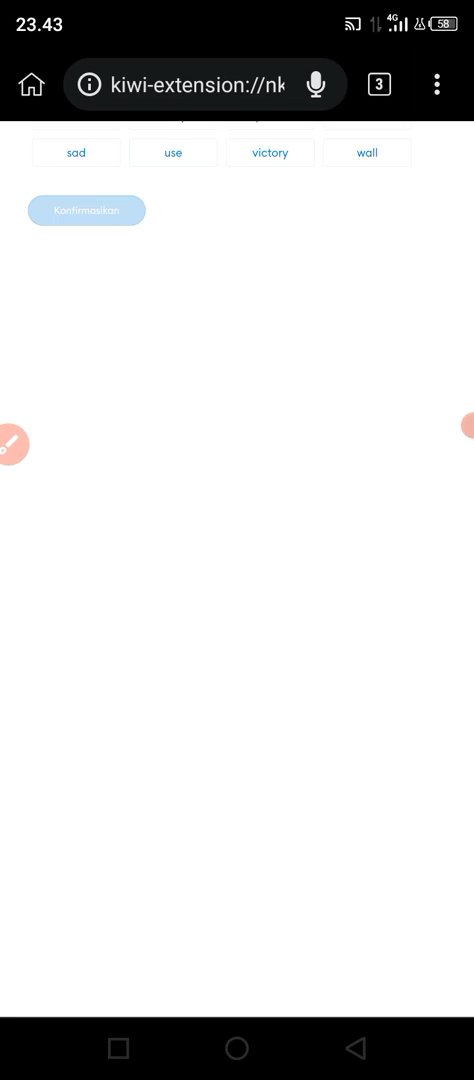 23.43
4G
58
kiwi-extension://nk
3
sad use victory wall
Konfirmasikan